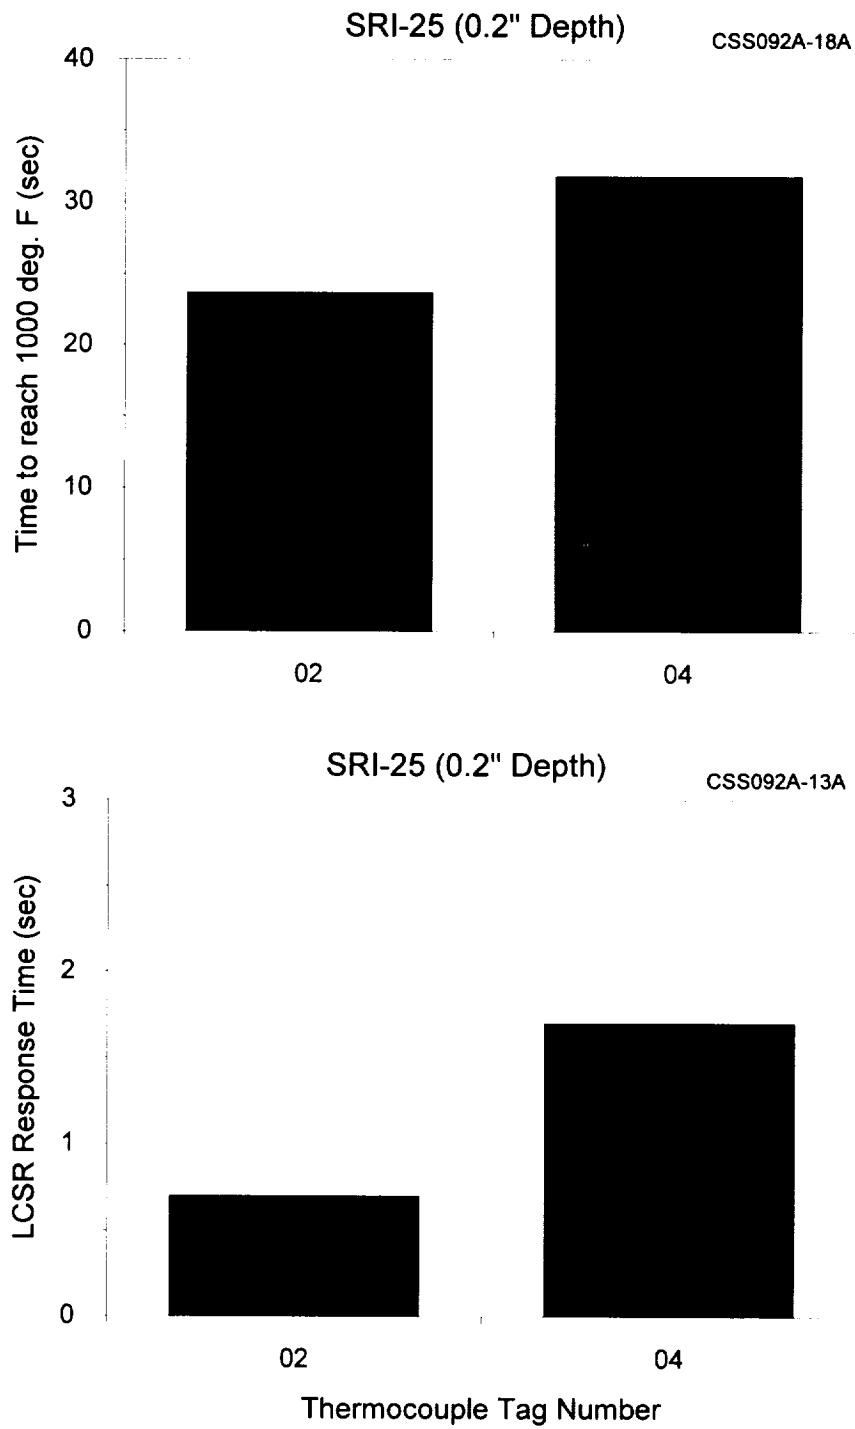 SRI-25 (0.2" Depth)
CSS092A-18A
Time to reach 1000 deg. F (sec)
40
30
20
10
0
02
04
SRI-25 (0.2" Depth)
CSS092A-13A
LCSR Response Time (sec)
3
2
1
0
02
04
Thermocouple Tag Number